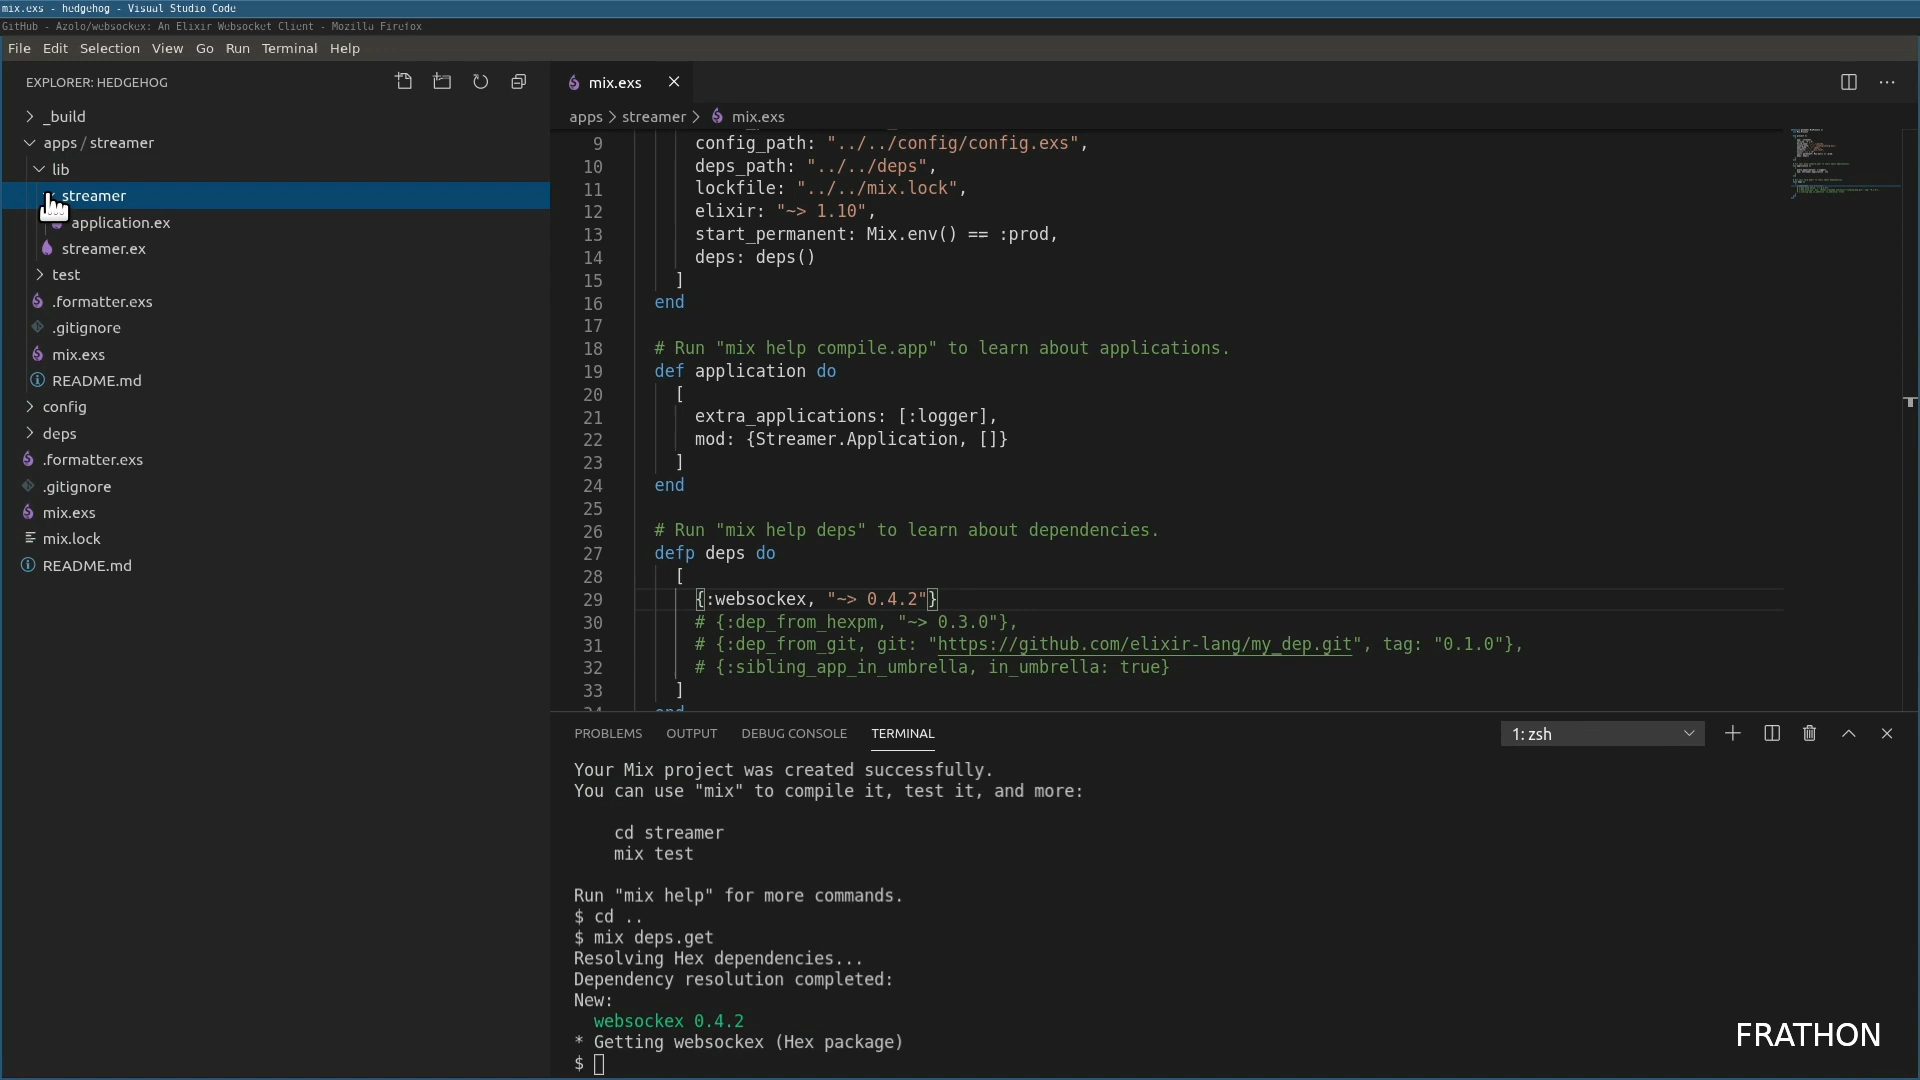 mix.exs - hedgehog - Visual Studio Code
GitHub - Azolo/websockex: An Elixir Websocket Client - Mozilla Firefox
File Edit Selection View Go Run Terminal Help
EXPLORER: HEDGEHOG
_build
apps / streamer
lib
streamer
application.ex
streamer.ex
test
.formatter.exs
.gitignore
mix.exs
README.md
config
deps
.formatter.exs
.gitignore
mix.exs
mix.lock
README.md
mix.exs
apps > streamer > mix.exs
9 config_path: "../../config/config.exs",
10 deps_path: "../../deps",
11 lockfile: "../../mix.lock",
12 elixir: "~> 1.10",
13 start_permanent: Mix.env() == :prod,
14 deps: deps()
15 ]
16 end
17
18 # Run "mix help compile.app" to learn about applications.
19 def application do
20 [
21 extra_applications: [:logger],
22 mod: {Streamer.Application, []}
23 ]
24 end
25
26 # Run "mix help deps" to learn about dependencies.
27 defp deps do
28 [
29 {:websockex, "~> 0.4.2"}
30 # {:dep_from_hexpm, "~> 0.3.0"},
31 # {:dep_from_git, git: "https://github.com/elixir-lang/my_dep.git", tag: "0.1.0"},
32 # {:sibling_app_in_umbrella, in_umbrella: true}
33 ]
34 end
PROBLEMS OUTPUT DEBUG CONSOLE TERMINAL
1: zsh
Your Mix project was created successfully.
You can use "mix" to compile it, test it, and more:
cd streamer
mix test
Run "mix help" for more commands.
$ cd ..
$ mix deps.get
Resolving Hex dependencies...
Dependency resolution completed:
New:
websockex 0.4.2
* Getting websockex (Hex package)
$
FRATHON